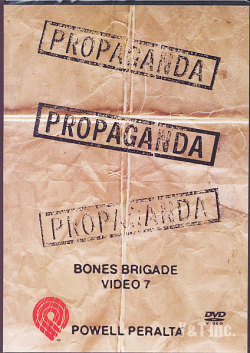 PROPAGANDA
PROPAGANDA
PROPAGANDA
BONES BRIGADE
VIDEO 7
DVD
VIDEO
POWELL PERALTA